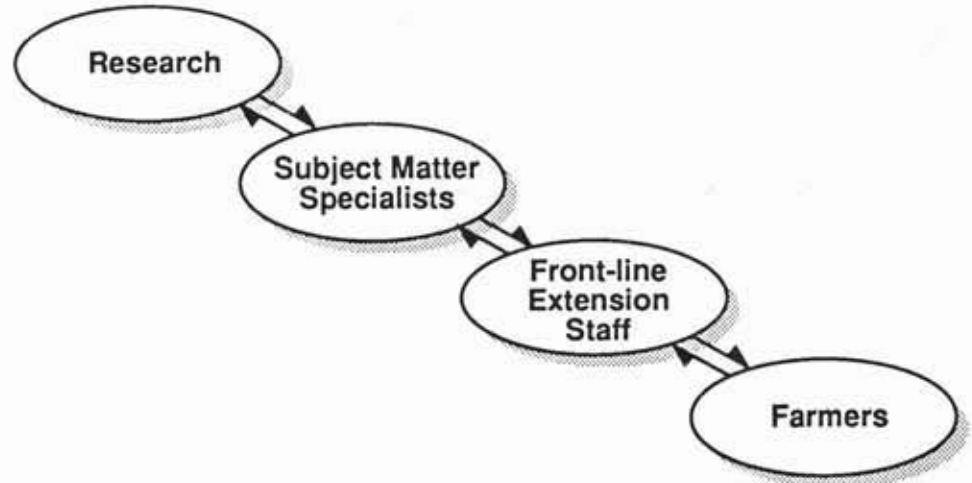 Research
Subject Matter
Specialists
Front-line
Extension
Staff
Farmers